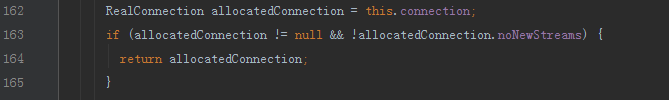 162 RealConnection allocatedConnection = this.connection;
163 if (allocatedConnection != null && !allocatedConnection.noNewStreams) {
164 return allocatedConnection;
165 }